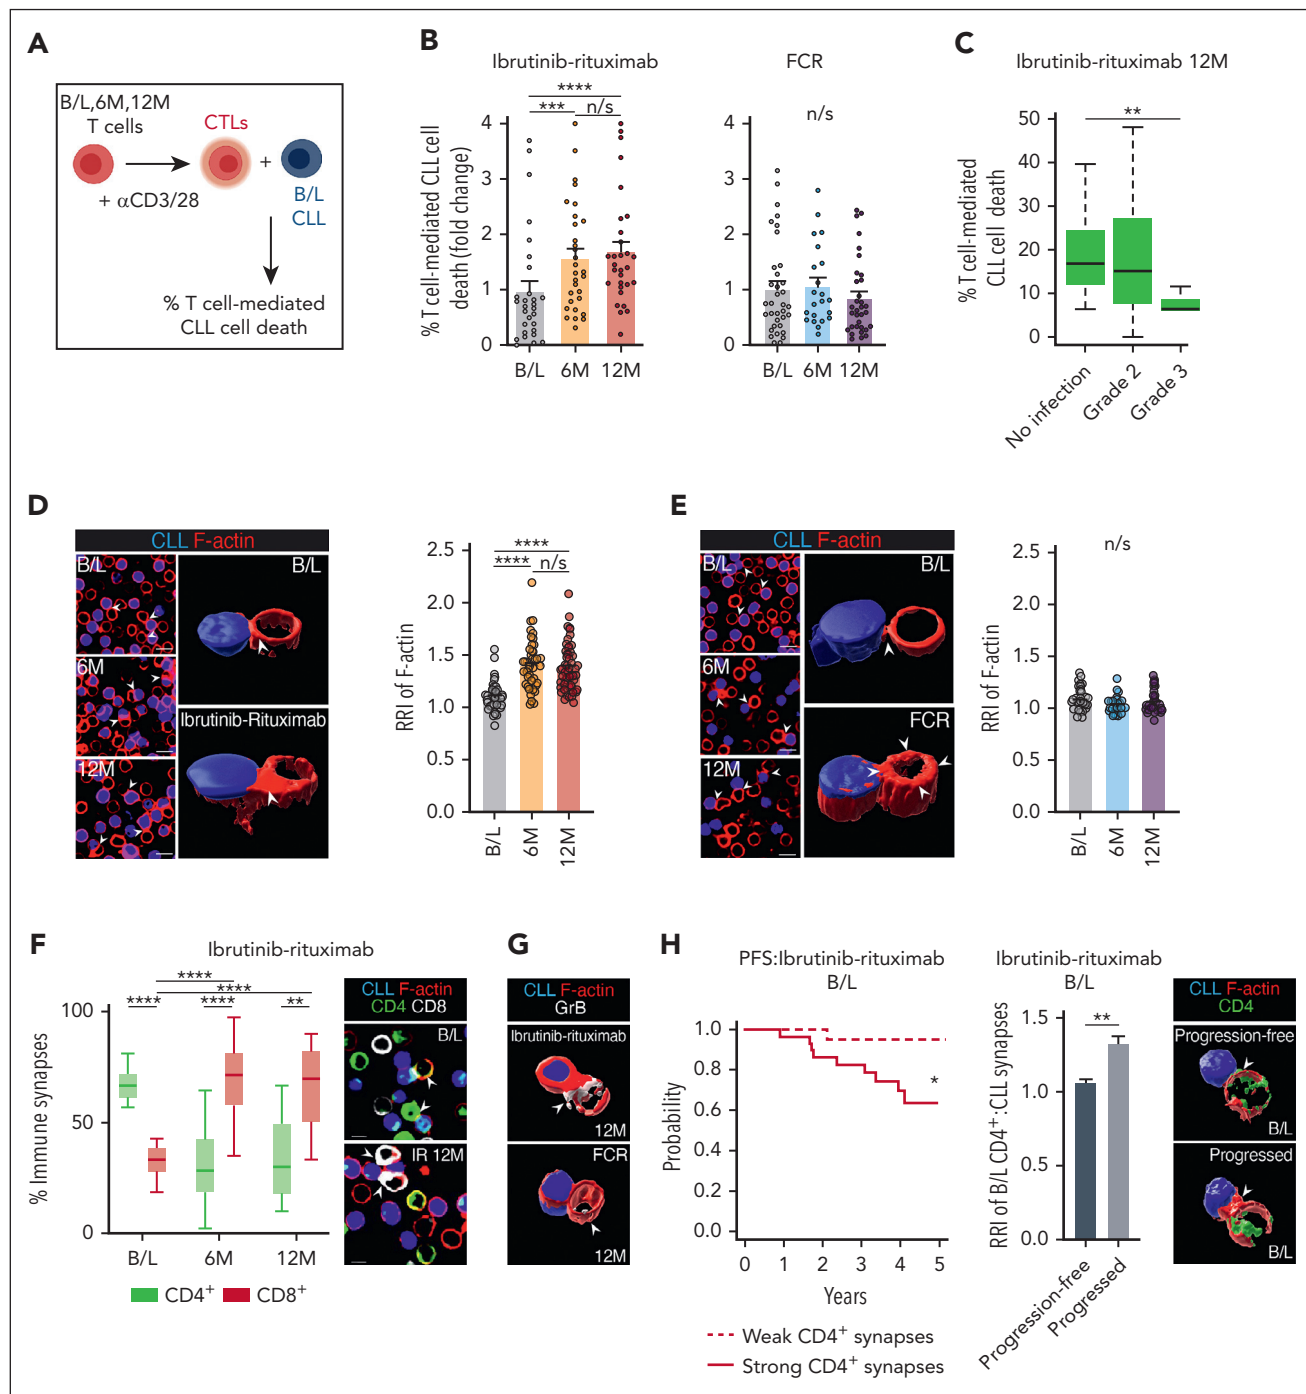 A
B/L,6M,12M
T cells
CTLs
+
+ αCD3/28
B/L
CLL
% T cell-mediated
CLL cell death
B
Ibrutinib-rituximab
FCR
% T cell-mediated CLL cell
death (fold change)
****
***
n/s
4
3
2
1
0
B/L
6M
12M
n/s
4
3
2
1
0
B/L
6M
12M
C
Ibrutinib-rituximab 12M
% T cell-mediated
CLL cell death
**
50
40
30
20
10
0
No infection
Grade 2
Grade 3
D
CLL F-actin
B/L
6M
12M
B/L
Ibrutinib-Rituximab
RRI of F-actin
****
****
n/s
2.5
2.0
1.5
1.0
0.5
0.0
B/L
6M
12M
E
CLL F-actin
B/L
6M
12M
B/L
FCR
RRI of F-actin
n/s
2.5
2.0
1.5
1.0
0.5
0.0
B/L
6M
12M
F
Ibrutinib-rituximab
% Immune synapses
****
****
****
****
**
100
50
0
B/L
6M
12M
CD4+
CD8+
CLL F-actin
CD4 CD8
B/L
IR 12M
G
CLL F-actin
GrB
Ibrutinib-rituximab
12M
FCR
12M
H
PFS:Ibrutinib-rituximab
B/L
Probability
1.0
0.8
0.6
0.4
0.2
0.0
*
0 1 2 3 4 5
Years
Weak CD4+ synapses
Strong CD4+ synapses
Ibrutinib-rituximab
B/L
RRI of B/L CD4+:CLL synapses
**
1.5
1.0
0.5
0.0
Progression-free
Progressed
CLL F-actin
CD4
Progression-free
B/L
Progressed
B/L